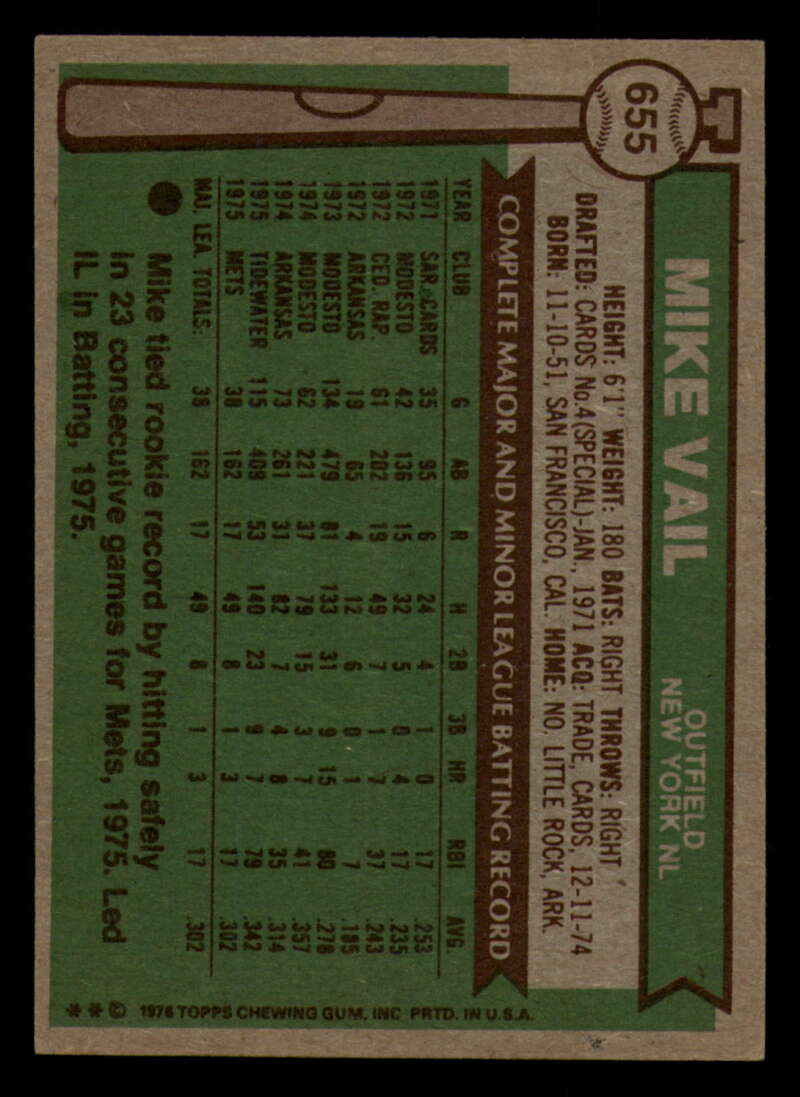 655
MIKE VAIL
OUTFIELD
NEW YORK NL
HEIGHT: 6'1" WEIGHT: 180 BATS: RIGHT THROWS: RIGHT
DRAFTED: CARDS No.4(SPECIAL)-JAN., 1971 ACQ: TRADE, CARDS, 12-11-74
BORN: 11-10-51, SAN FRANCISCO, CAL. HOME: NO. LITTLE ROCK, ARK.
COMPLETE MAJOR AND MINOR LEAGUE BATTING RECORD
YEAR CLUB G AB R H 2B 3B HR RBI AVG.
1971 SAR. CARDS 35 95 6 24 4 1 0 17 .253
1972 MODESTO 42 136 15 32 5 0 4 17 .235
1972 CED. RAP. 61 202 19 49 7 1 7 37 .243
1972 ARKANSAS 19 65 4 12 6 0 1 7 .185
1973 MODESTO 134 479 81 133 31 9 15 80 .278
1974 MODESTO 62 221 37 79 15 3 7 41 .357
1974 ARKANSAS 73 261 31 82 7 4 8 35 .314
1975 TIDEWATER 115 409 53 140 23 9 7 79 .342
1975 METS 38 162 17 49 8 1 3 17 .302
MAJ. LEA. TOTALS: 38 162 17 49 8 1 3 17 .302
Mike tied rookie record by hitting safely
in 23 consecutive games for Mets, 1975. Led
IL in Batting, 1975.
**© 1976 TOPPS CHEWING GUM, INC PRTD. IN U.S.A.